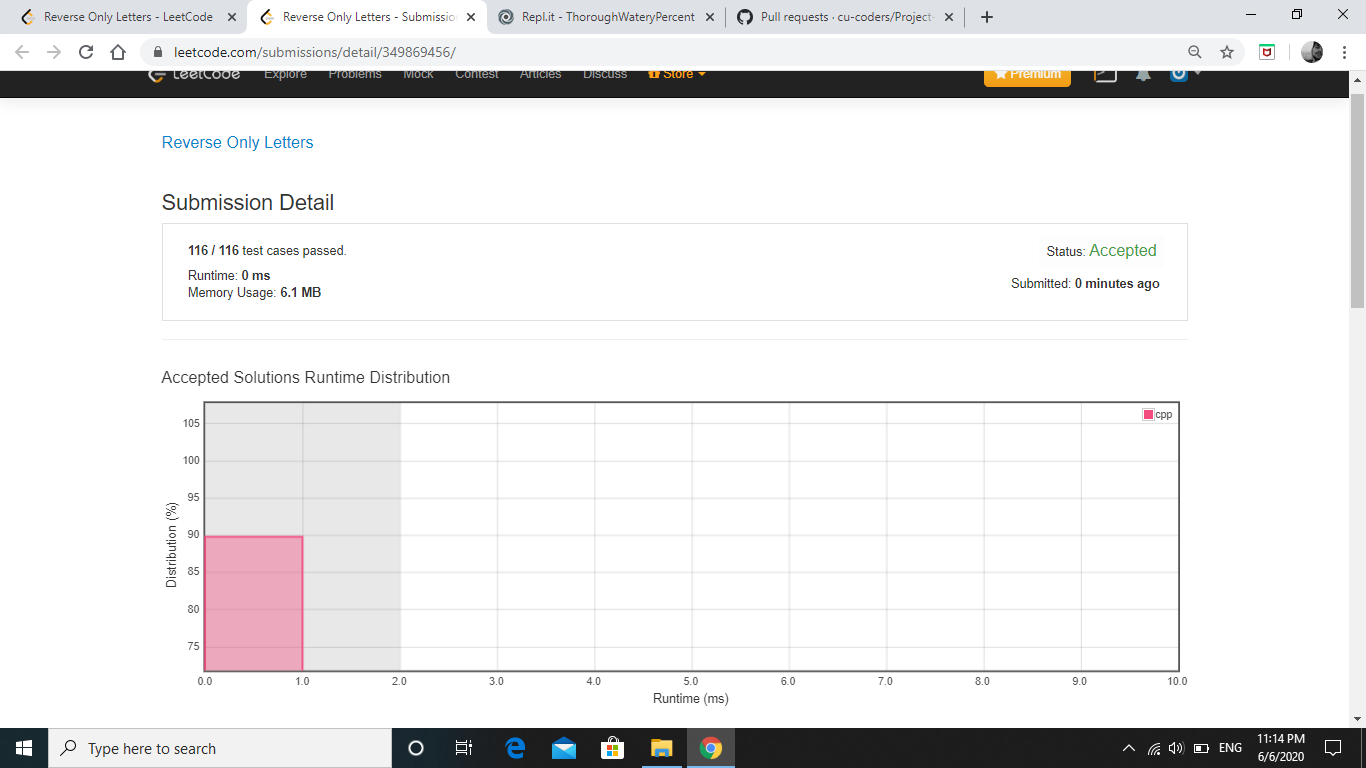 Reverse Only Letters - LeetCode
Reverse Only Letters - Submissio
Repl.it - ThoroughWateryPercent
Pull requests · cu-coders/Project-
leetcode.com/submissions/detail/349869456/
LeetCode Explore Problems Mock Contest Articles Discuss Store Premium
Reverse Only Letters
Submission Detail
116 / 116 test cases passed.
Status: Accepted
Runtime: 0 ms
Submitted: 0 minutes ago
Memory Usage: 6.1 MB
Accepted Solutions Runtime Distribution
cpp
105
100
95
90
85
80
75
Distribution (%)
0.0 1.0 2.0 3.0 4.0 5.0 6.0 7.0 8.0 9.0 10.0
Runtime (ms)
Type here to search
ENG
11:14 PM
6/6/2020